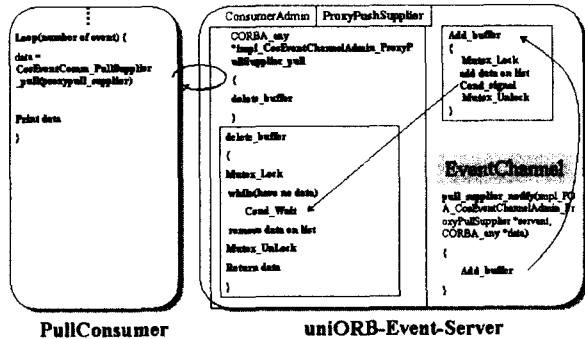 Loop(number of event) {
data =
CosEventComm_PullSupplier
_pull(proxypull_supplier)
Print data
}
PullConsumer
ConsumerAdmin
ProxyPushSupplier
CORBA_any
*impl_CosEventChannelAdmin_ProxyP
ullSupplier_pull
{
delete_buffer
}
delete_buffer
{
Mutex_Lock
while(have no data)
Cond_Wait
remove data on list
Mutex_UnLock
Return data
}
Add_buffer
{
Mutex_Lock
add data on list
Cond_signal
Mutex_Unlock
}
EventChannel
pull_supplier_notify(impl_PO
A_CosEventChannelAdmin_Pr
oxyPullSupplier *servant,
CORBA_any *data)
{
Add_buffer
}
uniORB-Event-Server